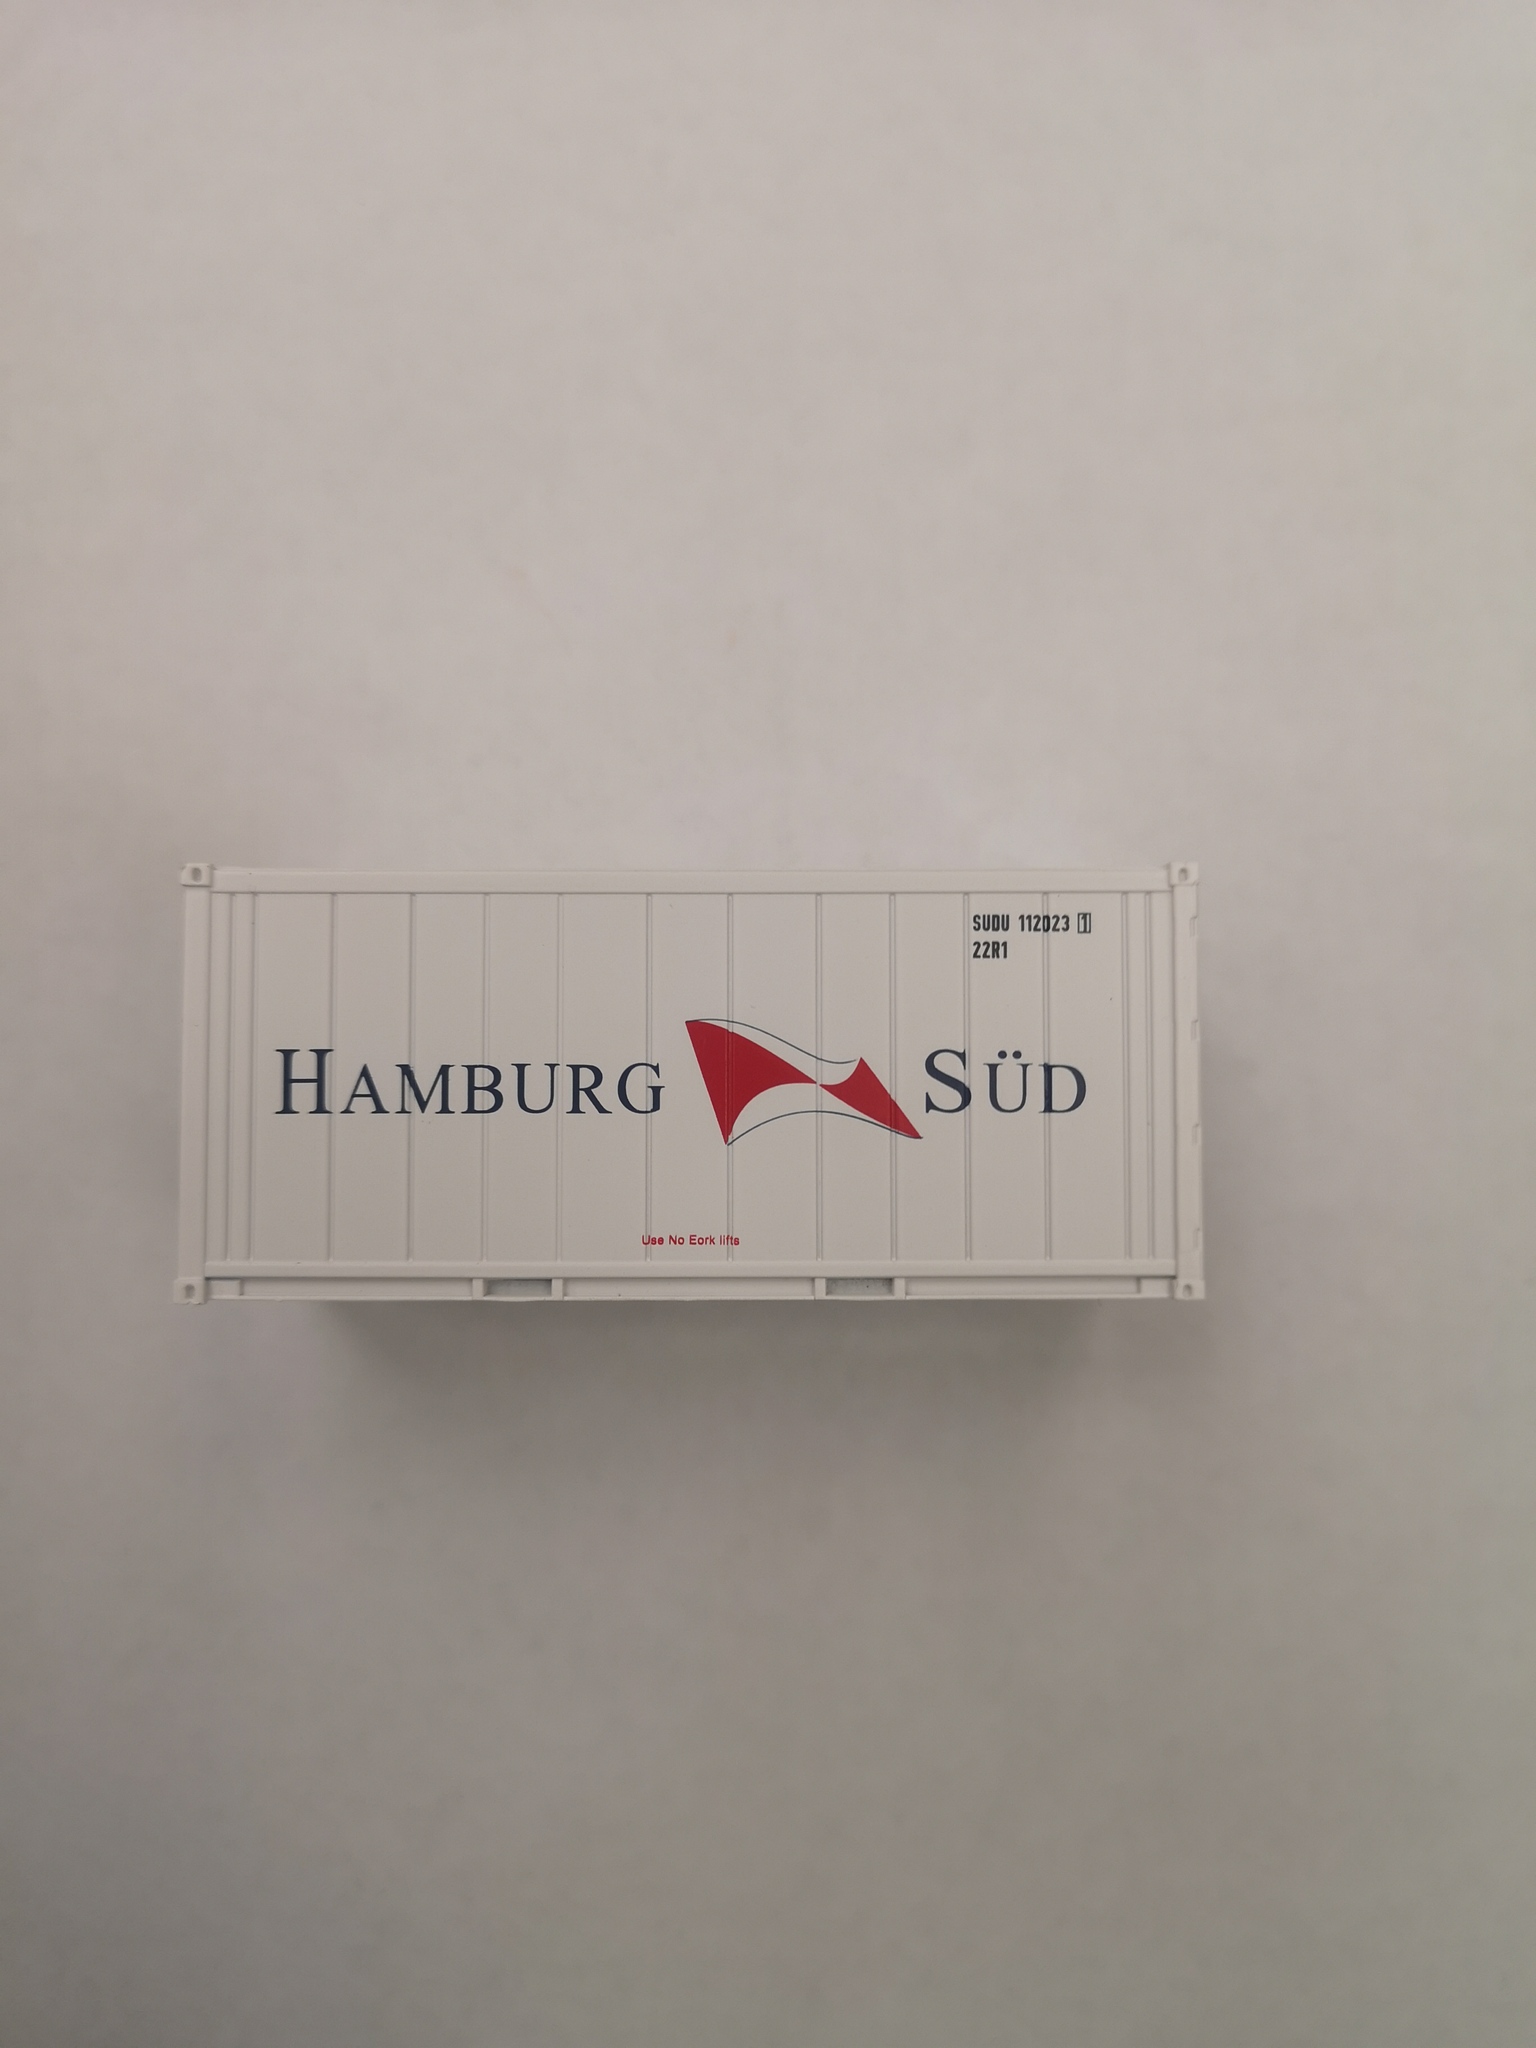 SUDU 112023 1
22R1
HAMBURG SÜD
Use No Eork lifts